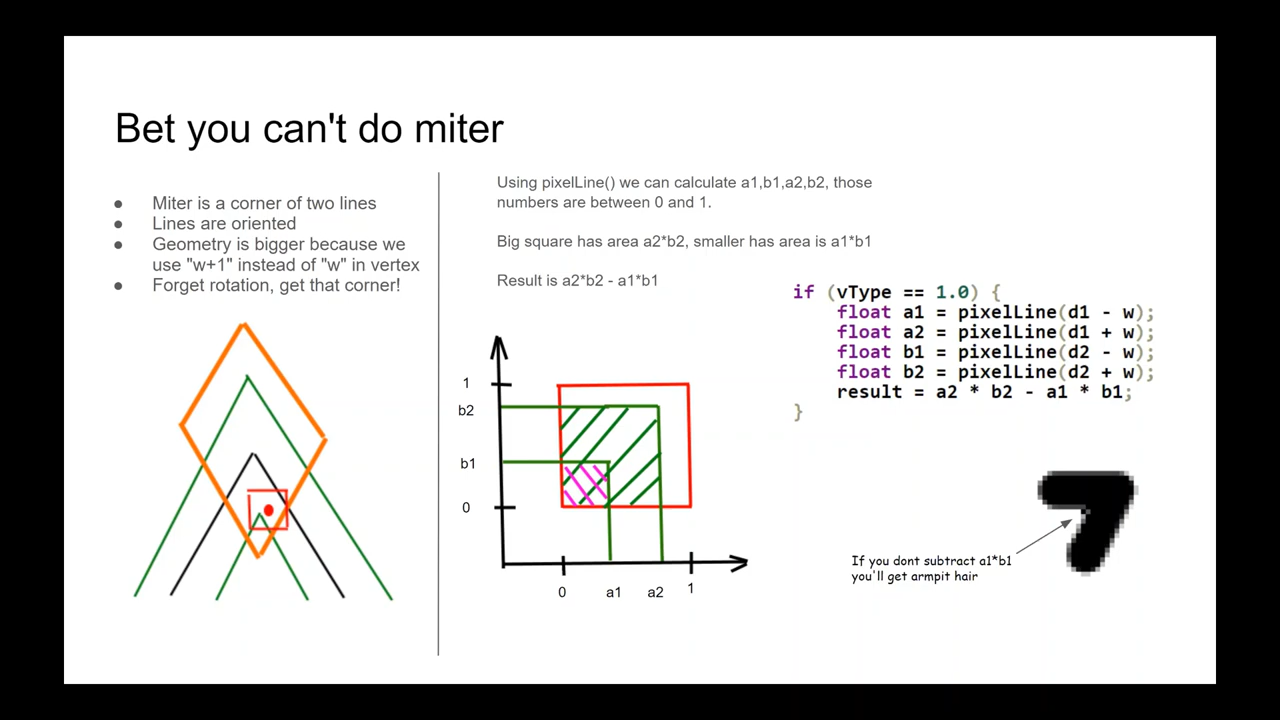 Bet you can't do miter
● Miter is a corner of two lines
● Lines are oriented
● Geometry is bigger because we
use "w+1" instead of "w" in vertex
● Forget rotation, get that corner!
Using pixelLine() we can calculate a1,b1,a2,b2, those
numbers are between 0 and 1.
Big square has area a2*b2, smaller has area is a1*b1
Result is a2*b2 - a1*b1
if (vType == 1.0) {
float a1 = pixelLine(d1 - w);
float a2 = pixelLine(d1 + w);
float b1 = pixelLine(d2 - w);
float b2 = pixelLine(d2 + w);
result = a2 * b2 - a1 * b1;
}
1
b2
b1
0
0
a1
a2
1
7
If you dont subtract a1*b1
you'll get armpit hair